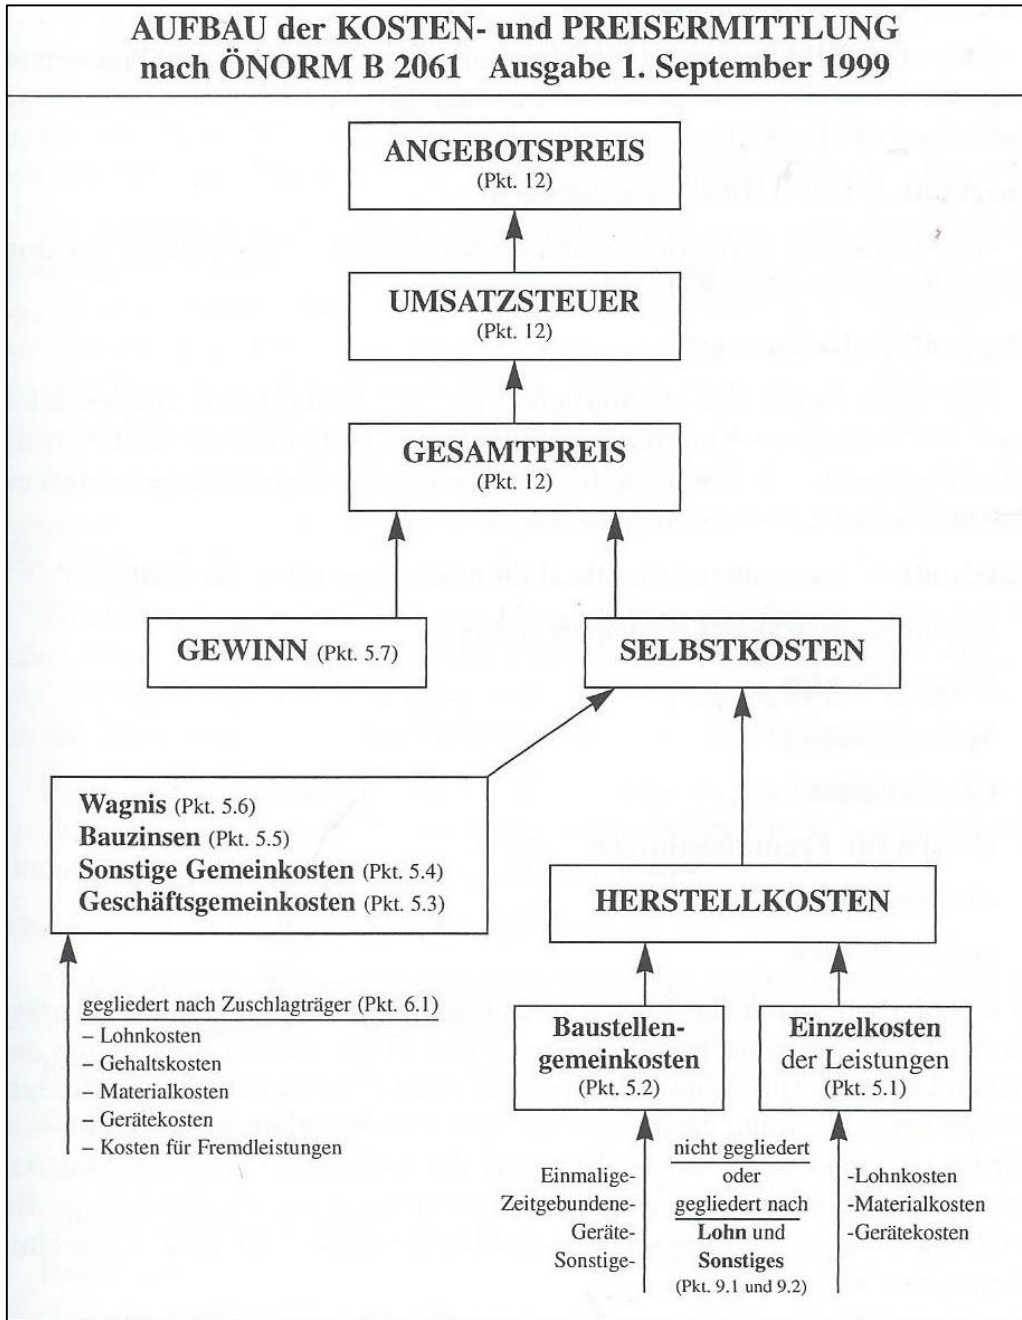 AUFBAU der KOSTEN- und PREISERMITTLUNG
nach ÖNORM B 2061 Ausgabe 1. September 1999
ANGEBOTSPREIS
(Pkt. 12)
UMSATZSTEUER
(Pkt. 12)
GESAMTPREIS
(Pkt. 12)
GEWINN (Pkt. 5.7)
SELBSTKOSTEN
Wagnis (Pkt. 5.6)
Bauzinsen (Pkt. 5.5)
Sonstige Gemeinkosten (Pkt. 5.4)
Geschäftsgemeinkosten (Pkt. 5.3)
HERSTELLKOSTEN
gegliedert nach Zuschlagträger (Pkt. 6.1)
– Lohnkosten
– Gehaltskosten
– Materialkosten
– Gerätekosten
– Kosten für Fremdleistungen
Baustellen-
gemeinkosten
(Pkt. 5.2)
Einzelkosten
der Leistungen
(Pkt. 5.1)
Einmalige-
Zeitgebundene-
Geräte-
Sonstige-
nicht gegliedert
oder
gegliedert nach
Lohn und
Sonstiges
(Pkt. 9.1 und 9.2)
-Lohnkosten
-Materialkosten
-Gerätekosten